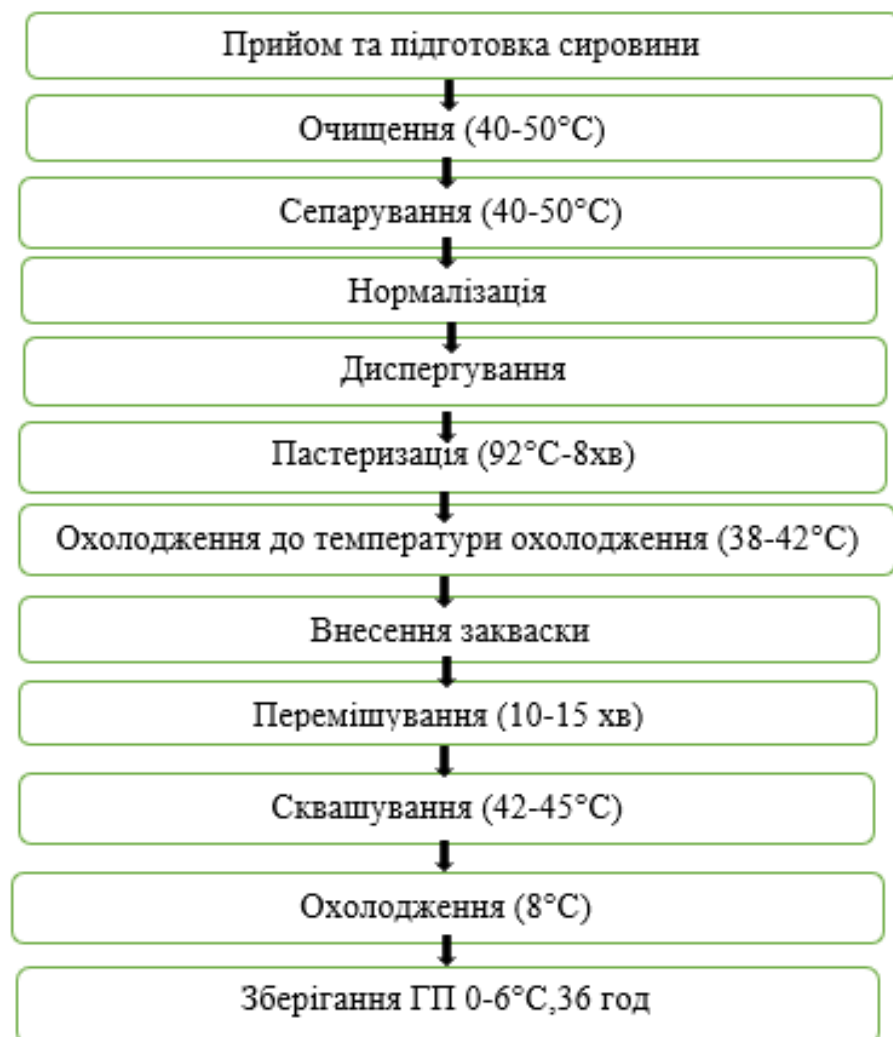 Прийом та підготовка сировини
Очищення (40-50°C)
Сепарування (40-50°C)
Нормалізація
Диспергування
Пастеризація (92°C-8хв)
Охолодження до температури охолодження (38-42°C)
Внесення закваски
Перемішування (10-15 хв)
Сквашування (42-45°C)
Охолодження (8°C)
Зберігання ГП 0-6°C,36 год